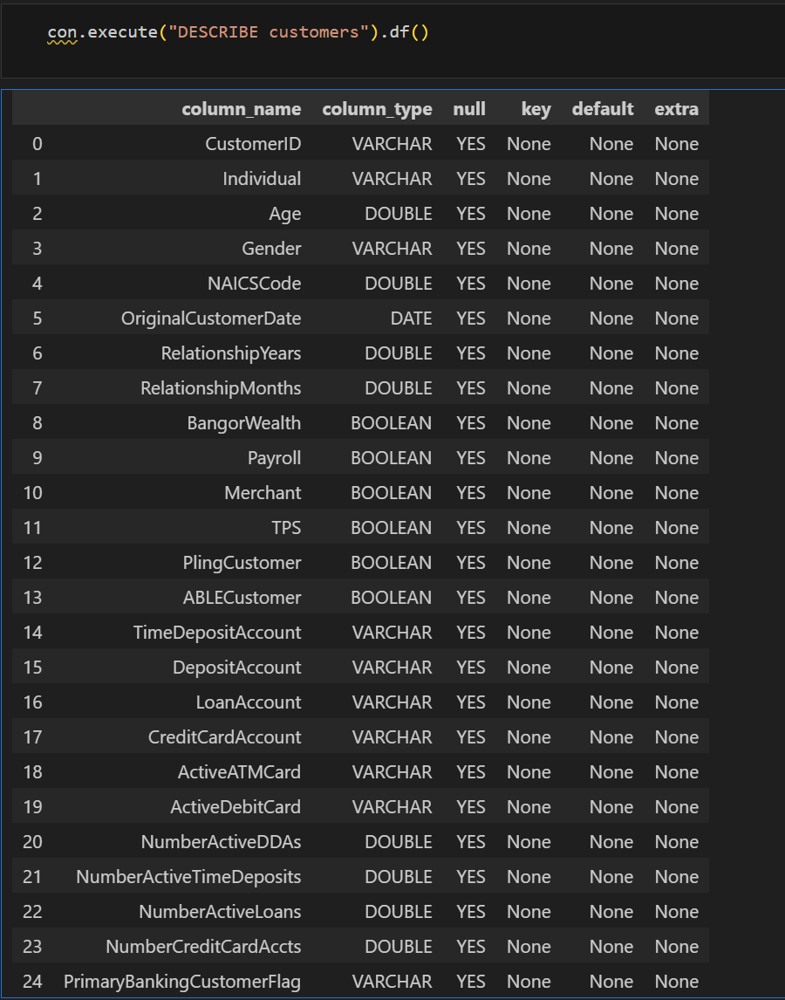 con.execute("DESCRIBE customers").df()
column_name column_type null key default extra
0 CustomerID VARCHAR YES None None None
1 Individual VARCHAR YES None None None
2 Age DOUBLE YES None None None
3 Gender VARCHAR YES None None None
4 NAICSCode DOUBLE YES None None None
5 OriginalCustomerDate DATE YES None None None
6 RelationshipYears DOUBLE YES None None None
7 RelationshipMonths DOUBLE YES None None None
8 BangorWealth BOOLEAN YES None None None
9 Payroll BOOLEAN YES None None None
10 Merchant BOOLEAN YES None None None
11 TPS BOOLEAN YES None None None
12 PlingCustomer BOOLEAN YES None None None
13 ABLECustomer BOOLEAN YES None None None
14 TimeDepositAccount VARCHAR YES None None None
15 DepositAccount VARCHAR YES None None None
16 LoanAccount VARCHAR YES None None None
17 CreditCardAccount VARCHAR YES None None None
18 ActiveATMCard VARCHAR YES None None None
19 ActiveDebitCard VARCHAR YES None None None
20 NumberActiveDDAs DOUBLE YES None None None
21 NumberActiveTimeDeposits DOUBLE YES None None None
22 NumberActiveLoans DOUBLE YES None None None
23 NumberCreditCardAccts DOUBLE YES None None None
24 PrimaryBankingCustomerFlag VARCHAR YES None None None